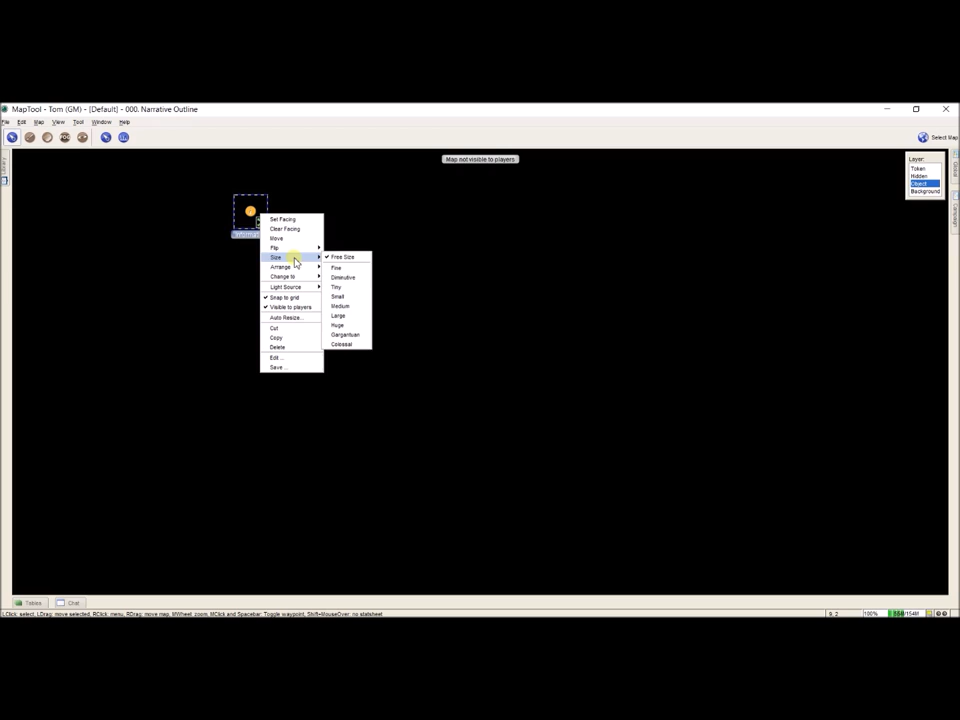 MapTool - Tom (GM) - [Default] - 000. Narrative Outline
File Edit Map View Tool Window Help
Select Map
Map not visible to players
Layer:
Token
Hidden
Object
Background
Global
Campaign
Set Facing
Clear Facing
Move
Flip
Size
Arrange
Change to
Light Source
Snap to grid
Visible to players
Auto Resize...
Cut
Copy
Delete
Edit ...
Save ...
Free Size
Fine
Diminutive
Tiny
Small
Medium
Large
Huge
Gargantuan
Colossal
Tables Chat
LClick: select, LDrag: move selected, RClick: menu, RDrag: move map, MWheel: zoom, MClick and Spacebar: Toggle waypoint, Shift+MouseOver: no statsheet
9, 2
100%